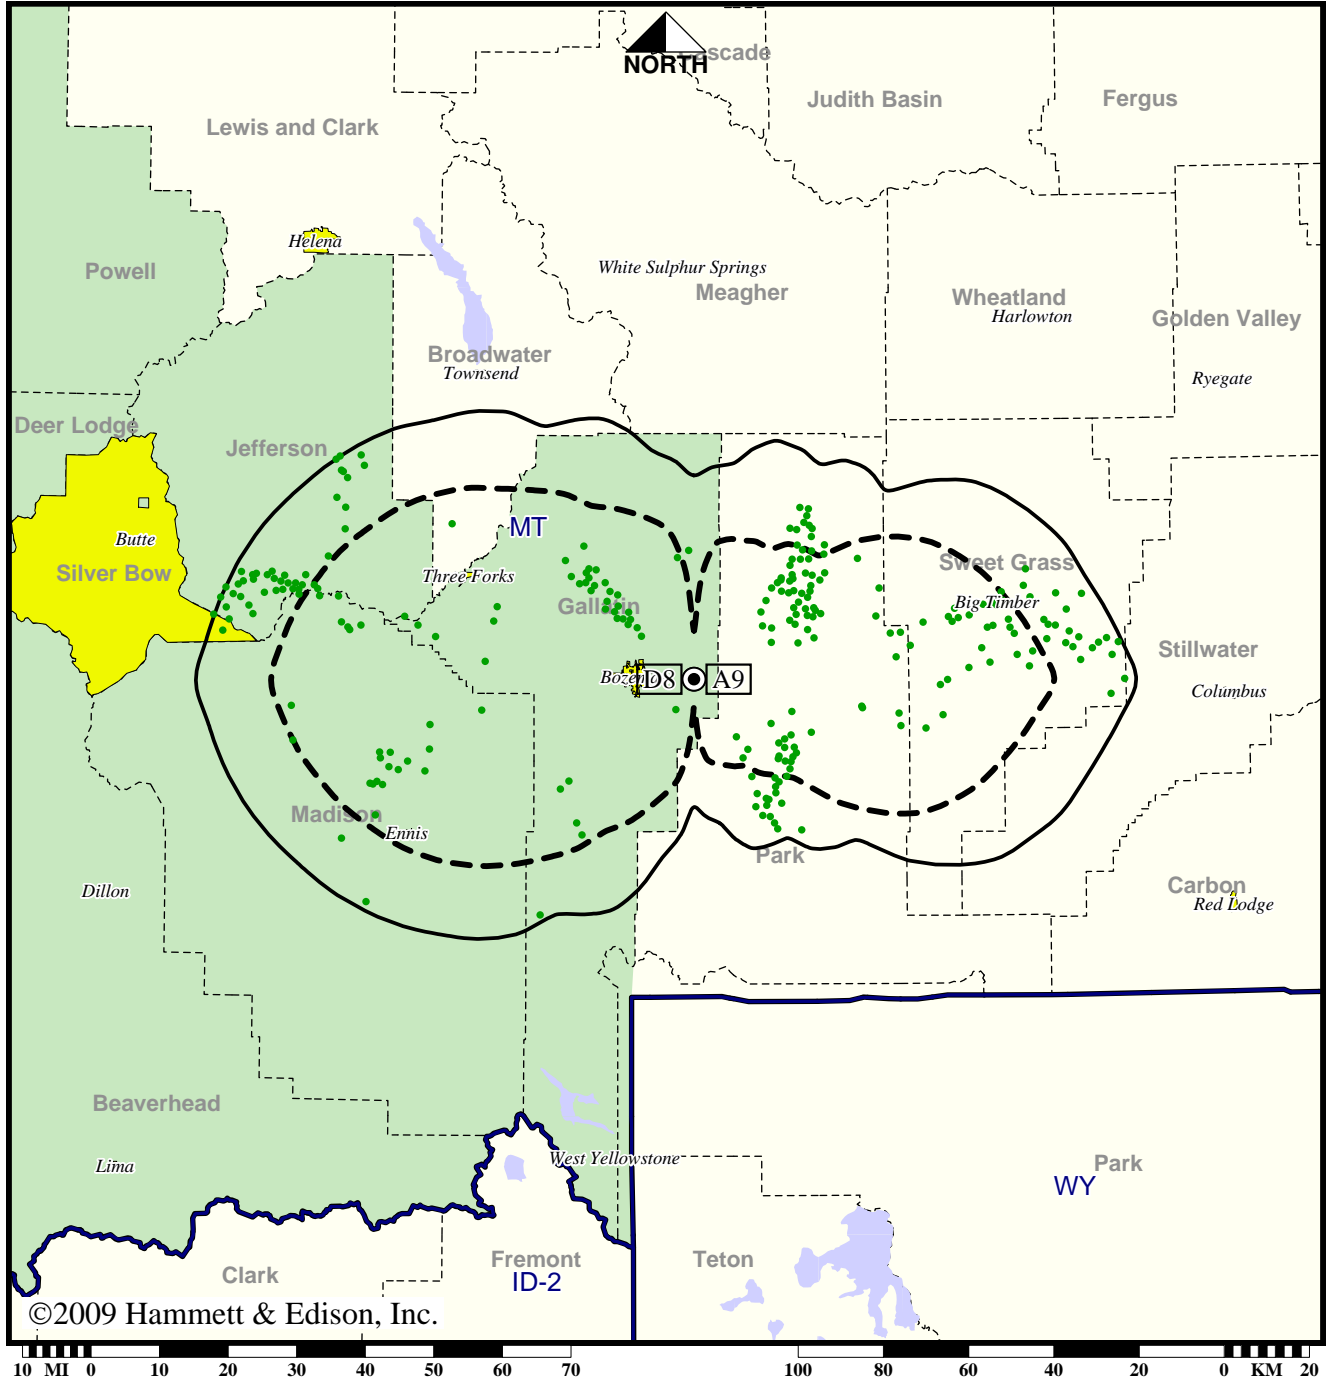 Cascade
NORTH
Judith Basin
Fergus
Lewis and Clark
Helena
Powell
White Sulphur Springs
Meagher
Wheatland
Harlowton
Golden Valley
Broadwater
Townsend
Ryegate
Deer Lodge
Jefferson
MT
Butte
Silver Bow
Three Forks
Sweet Grass
Gallatin
Big Timber
Stillwater
D8
A9
Columbus
Madison
Ennis
Park
Dillon
Carbon
Red Lodge
Beaverhead
Lima
West Yellowstone
Park
WY
Fremont
Teton
Clark
ID-2
©2009 Hammett & Edison, Inc.
10 MI 0 10 20 30 40 50 60 70 100 80 60 40 20 0 KM 20